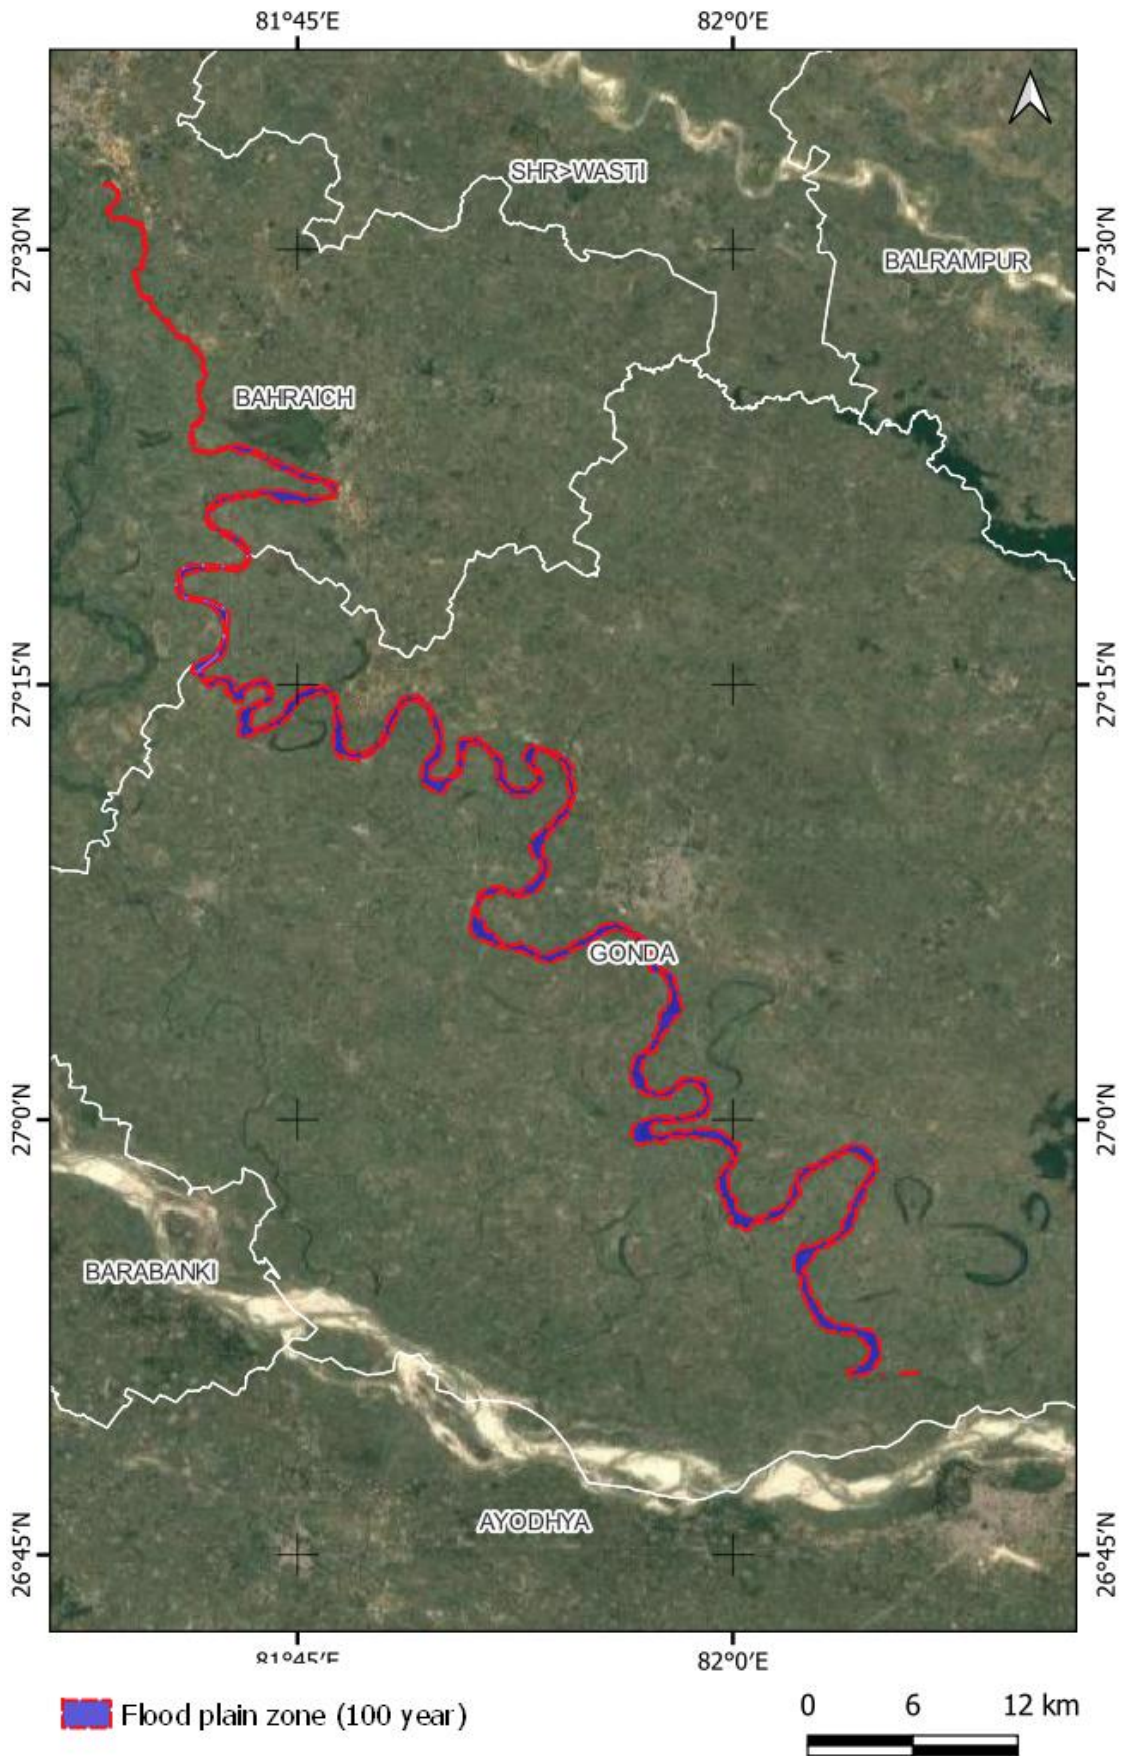 81°45′E 82°0′E
SHR>WASTI
27°30′N 27°30′N
BALRAMPUR
BAHRAICH
27°15′N 27°15′N
GONDA
27°0′N 27°0′N
BARABANKI
AYODHYA
26°45′N 26°45′N
81°45′E 82°0′E
Flood plain zone (100 year)
0 6 12 km